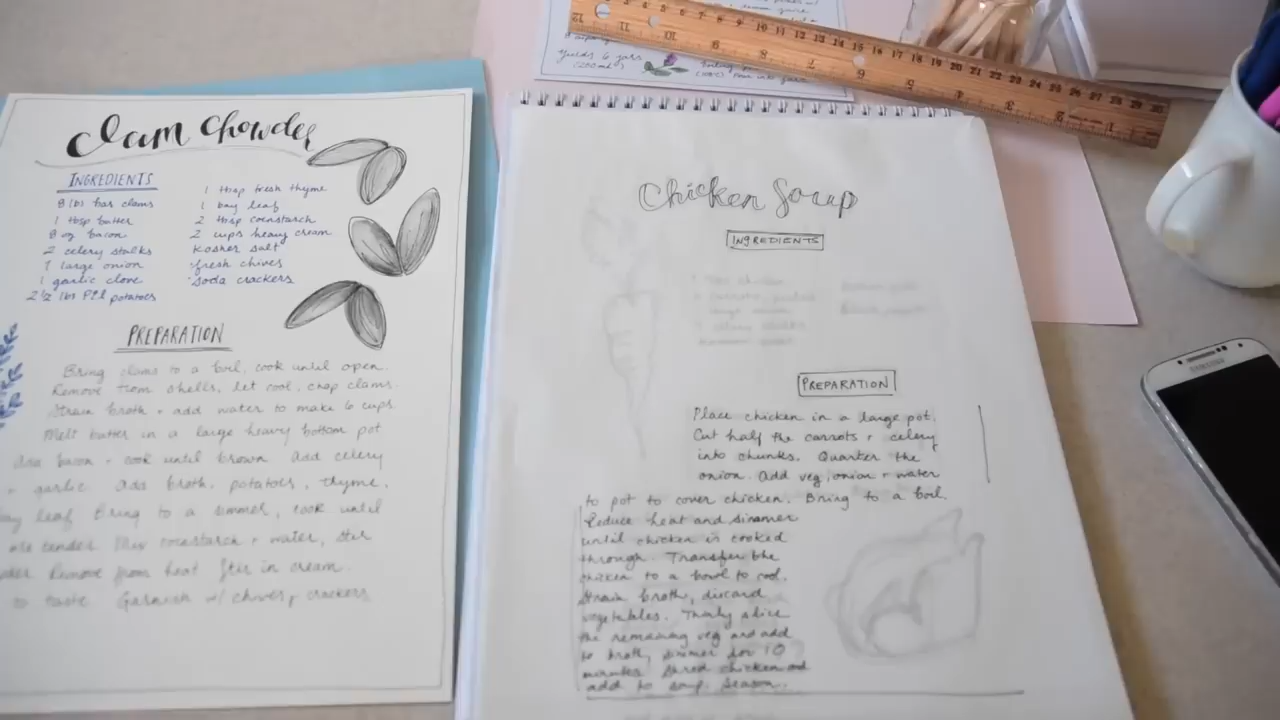 Clam Chowder
INGREDIENTS
8 lbs bar clams
1 tbsp butter
8 oz bacon
2 celery stalks
1 large onion
1 garlic clove
2 1/2 lbs potatoes
1 tbsp fresh thyme
1 bay leaf
2 tbsp cornstarch
2 cups heavy cream
Kosher salt
fresh chives
soda crackers
PREPARATION
Bring clams to a boil, cook until open.
Remove from shells, let cool, chop clams.
Strain broth + add water to make 6 cups
Melt butter in a large heavy bottom pot
Add bacon + cook until brown Add celery
+ garlic Add broth, potatoes, thyme,
bay leaf Bring to a simmer, cook until
tender Mix cornstarch + water, stir
Remove from heat Stir in cream.
to taste Garnish w/ chives, crackers
Yields 6 jars
(250ml)
Chicken Soup
INGREDIENTS
PREPARATION
Place chicken in a large pot.
Cut half the carrots + celery
into chunks. Quarter the
onion. Add veg, onion + water
to pot to cover chicken. Bring to a boil.
Reduce heat and simmer
until chicken is cooked
through. Transfer the
chicken to a bowl to cool.
Strain broth, discard
vegetables. Thinly slice
the remaining veg and add
to broth, simmer for 10
minutes. Shred chicken and
add to soup. Season.
SAMSUNG